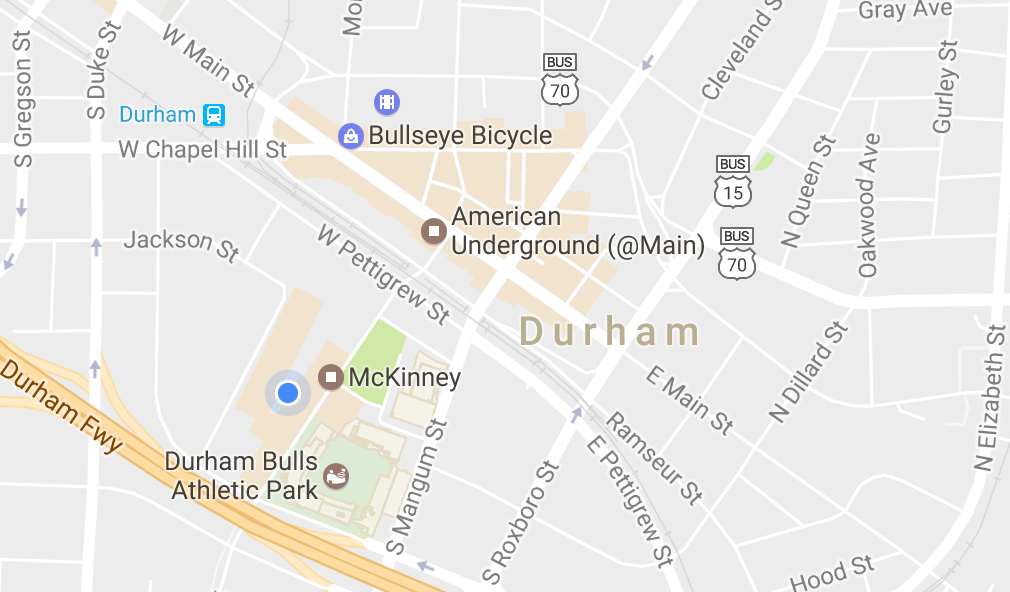 Gray Ave
Mor
Cleveland S
S Gregson St
S Duke St
W Main St
BUS
70
Gurley St
Durham
Bullseye Bicycle
W Chapel Hill St
BUS
15
N Queen St
Oakwood Ave
American
Underground (@Main)
Jackson St
W Pettigrew St
BUS
70
Durham
N Dillard St
N Elizabeth St
Durham Fwy
McKinney
E Main St
Ramseur St
E Pettigrew St
Durham Bulls
Athletic Park
S Mangum St
S Roxboro St
Hood St